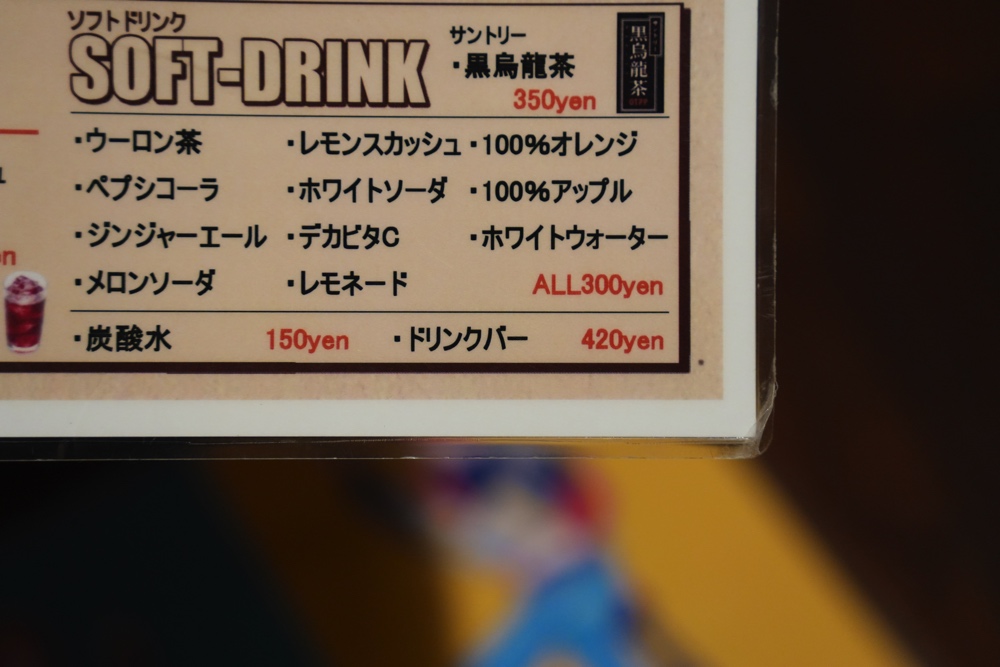 ソフトドリンク
SOFT-DRINK
サントリー
・黒烏龍茶
350yen
黒烏龍茶
・ウーロン茶 ・レモンスカッシュ ・100%オレンジ
・ペプシコーラ ・ホワイトソーダ ・100%アップル
・ジンジャーエール ・デカビタC ・ホワイトウォーター
・メロンソーダ ・レモネード ALL300yen
・炭酸水 150yen ・ドリンクバー 420yen